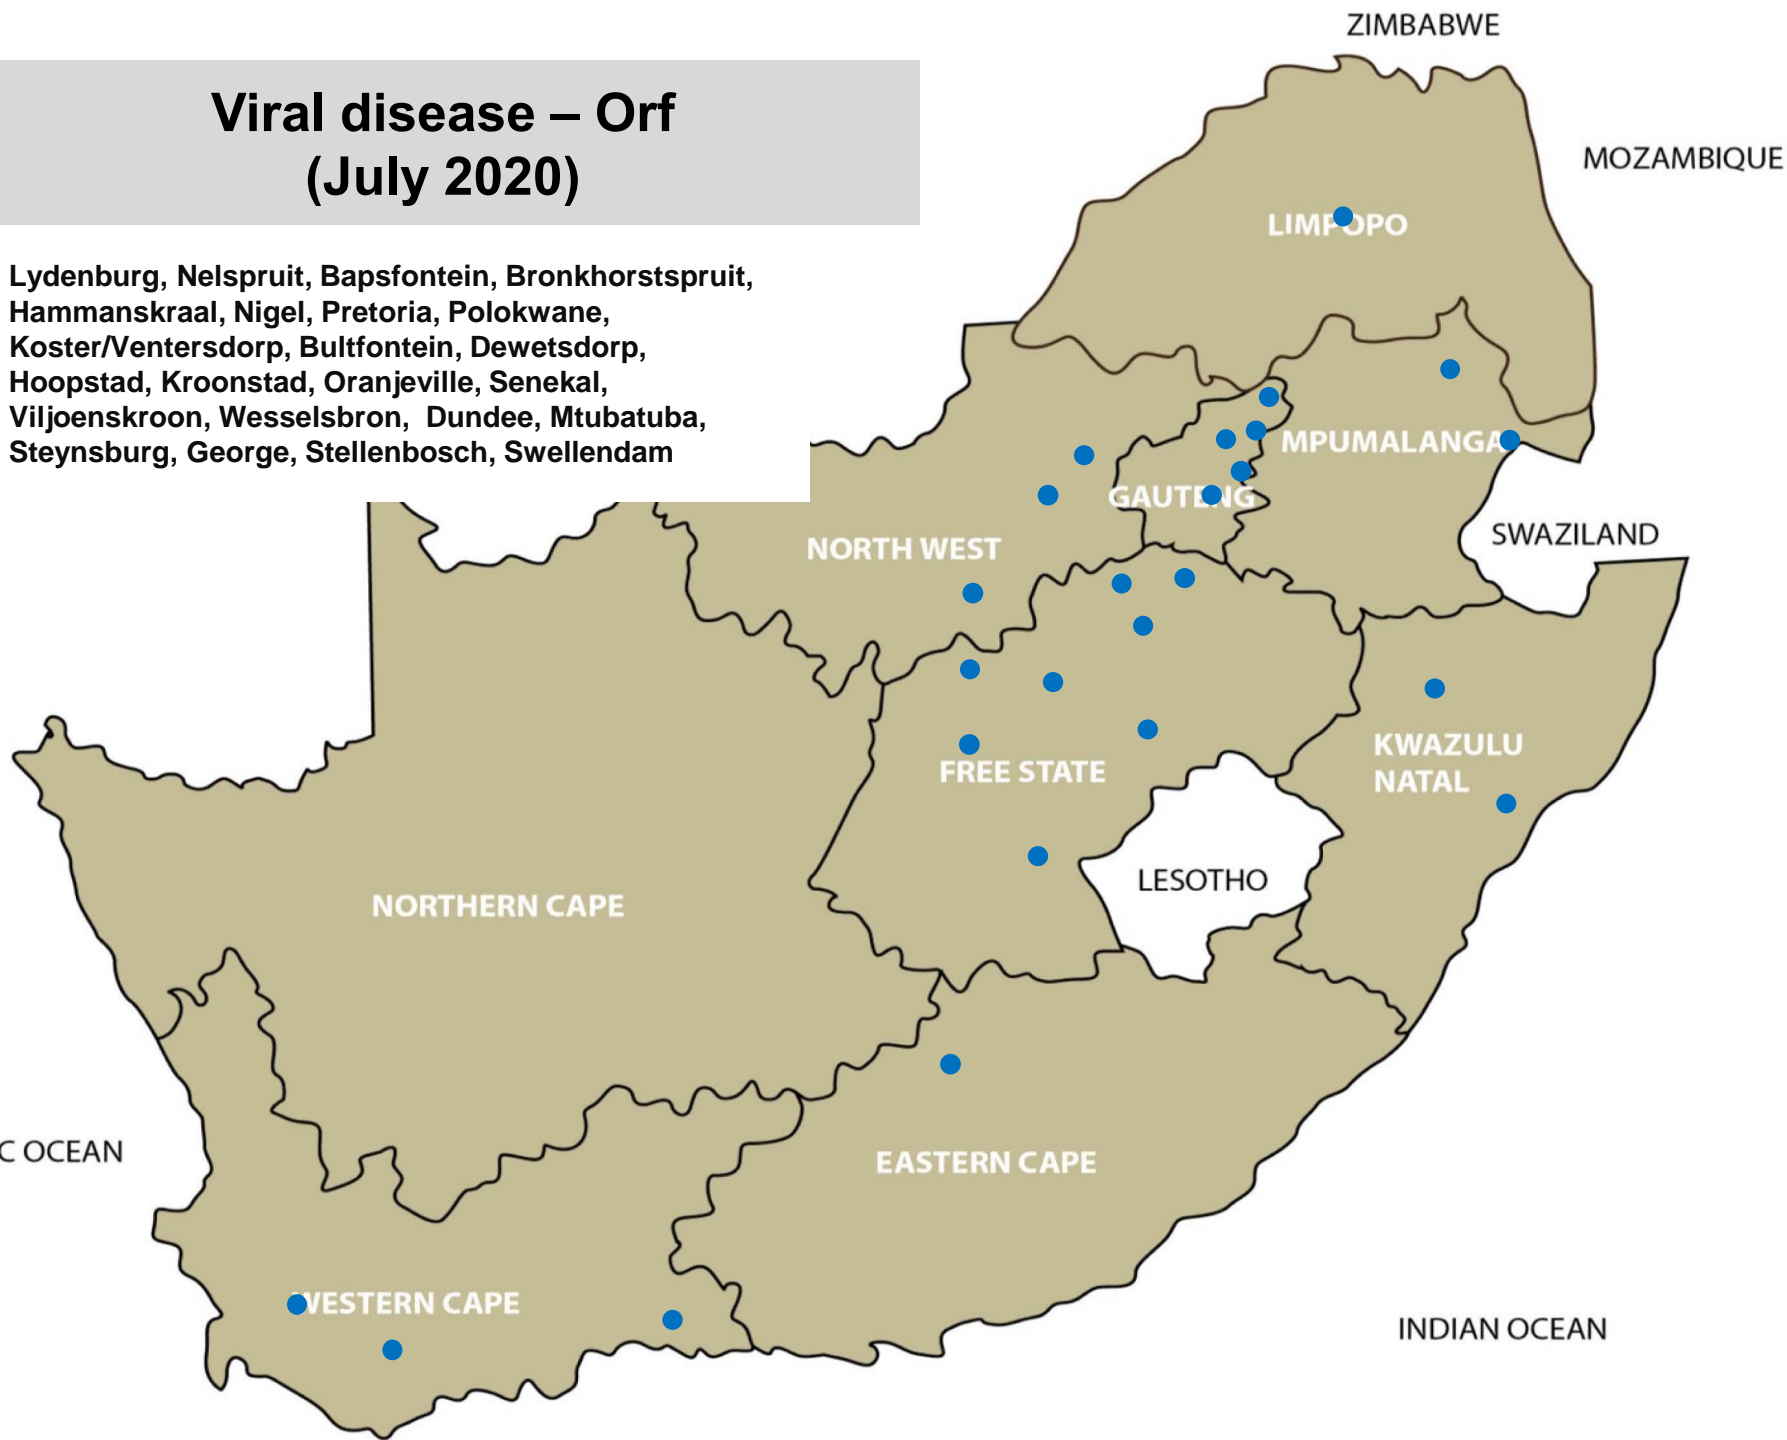 ZIMBABWE
Viral disease – Orf
(July 2020)
MOZAMBIQUE
LIMPOPO
Lydenburg, Nelspruit, Bapsfontein, Bronkhorstspruit,
Hammanskraal, Nigel, Pretoria, Polokwane,
Koster/Ventersdorp, Bultfontein, Dewetsdorp,
Hoopstad, Kroonstad, Oranjeville, Senekal,
Viljoenskroon, Wesselsbron, Dundee, Mtubatuba,
Steynsburg, George, Stellenbosch, Swellendam
MPUMALANGA
GAUTENG
SWAZILAND
NORTH WEST
KWAZULU
NATAL
FREE STATE
LESOTHO
NORTHERN CAPE
C OCEAN
EASTERN CAPE
WESTERN CAPE
INDIAN OCEAN